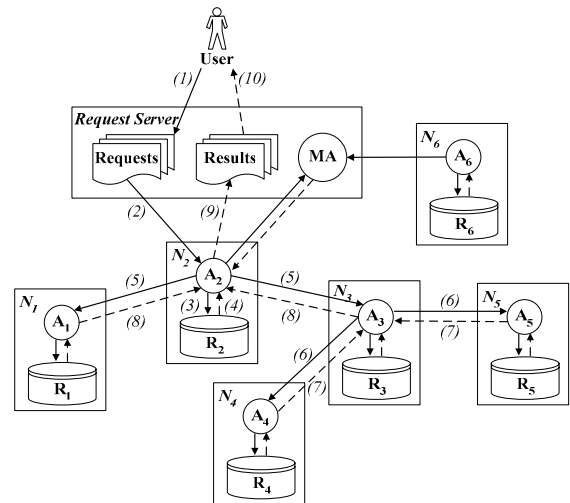 User
(1)
(10)
Request Server
Requests
Results
MA
N6
A6
R6
(2)
(9)
N2
A2
(3)
(4)
R2
(5)
(8)
N1
A1
R1
(5)
(8)
N3
A3
R3
(6)
(7)
N5
A5
R5
(6)
(7)
N4
A4
R4